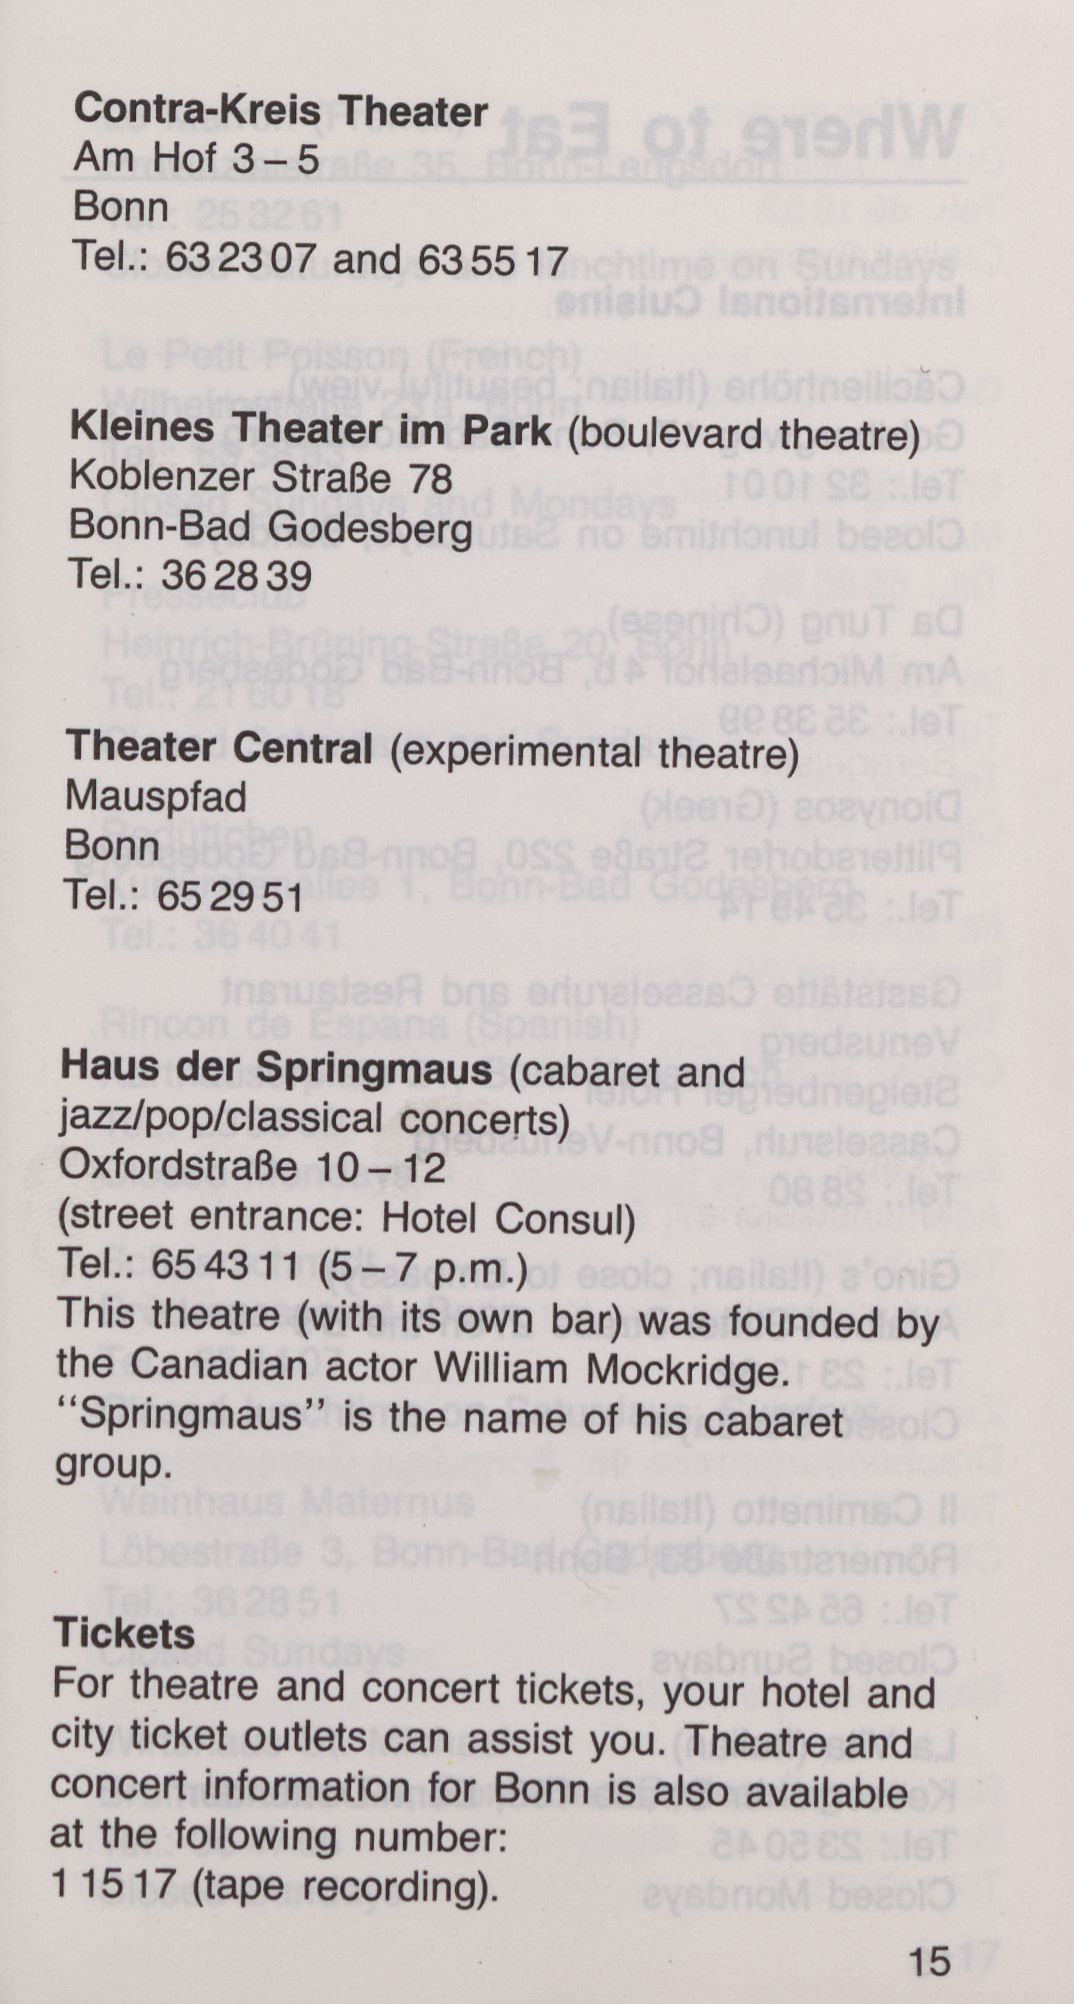 Contra-Kreis Theater
Am Hof 3 – 5
Bonn
Tel.: 63 23 07 and 63 55 17
Kleines Theater im Park (boulevard theatre)
Koblenzer Straße 78
Bonn-Bad Godesberg
Tel.: 36 28 39
Theater Central (experimental theatre)
Mauspfad
Bonn
Tel.: 65 29 51
Haus der Springmaus (cabaret and
jazz/pop/classical concerts)
Oxfordstraße 10 – 12
(street entrance: Hotel Consul)
Tel.: 65 43 11 (5 – 7 p.m.)
This theatre (with its own bar) was founded by
the Canadian actor William Mockridge.
“Springmaus” is the name of his cabaret
group.
Tickets
For theatre and concert tickets, your hotel and
city ticket outlets can assist you. Theatre and
concert information for Bonn is also available
at the following number:
1 15 17 (tape recording).
15